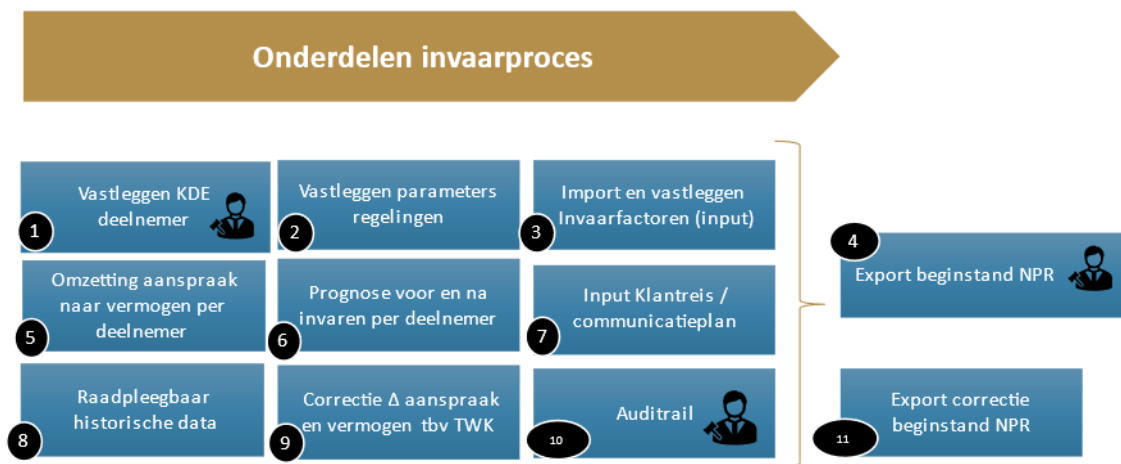 Onderdelen invaarproces
Vastleggen KDE
deelnemer
1
Vastleggen parameters
regelingen
2
Import en vastleggen
Invaarfactoren (input)
3
4
Export beginstand NPR
Omzetting aanspraak
naar vermogen per
deelnemer
5
Prognose voor en na
invaren per deelnemer
6
Input Klantreis /
communicatieplan
7
Raadpleegbaar
historische data
8
Correctie Δ aanspraak
en vermogen tbv TWK
9
Auditrail
10
Export correctie
beginstand NPR
11